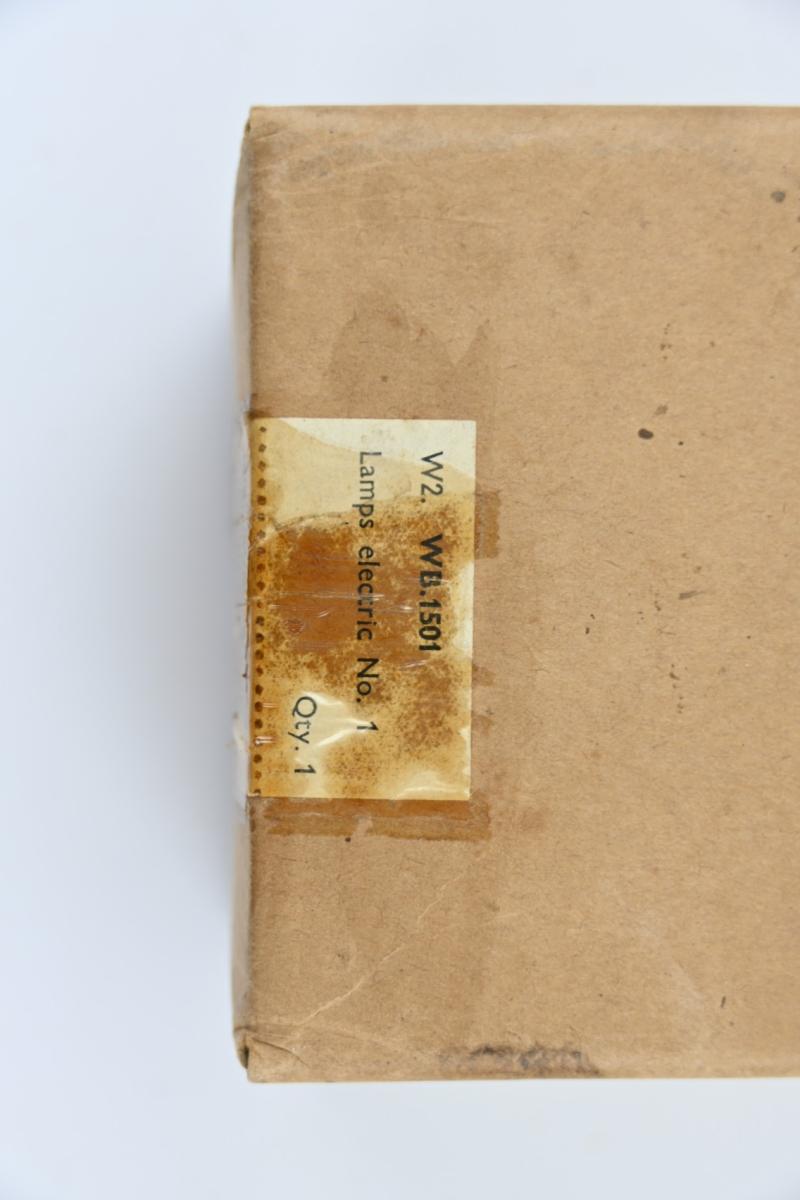 W2. WB.1501
Lamps electric No. 1
Qty. 1